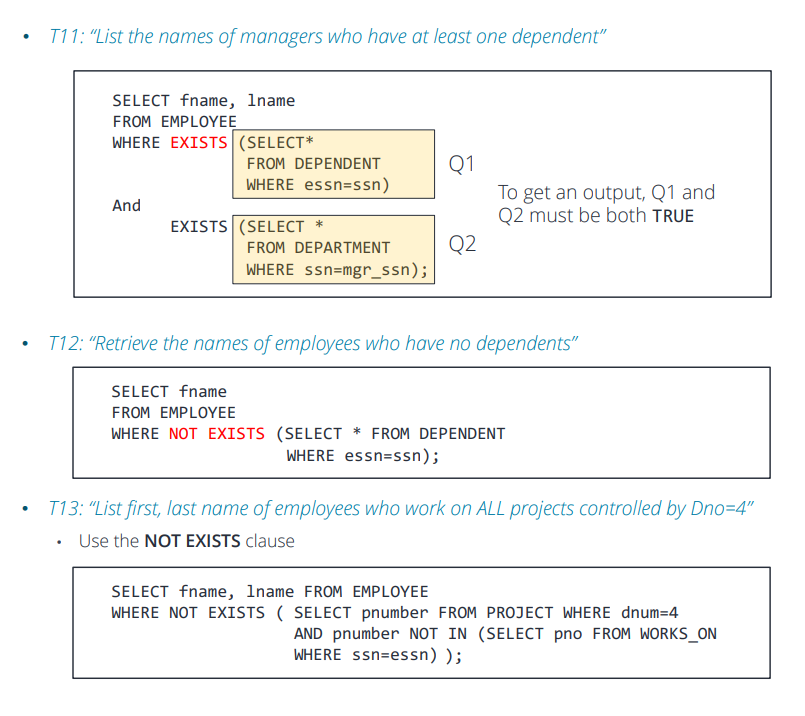 • T11: “List the names of managers who have at least one dependent”
SELECT fname, lname
FROM EMPLOYEE
WHERE EXISTS (SELECT*
FROM DEPENDENT
WHERE essn=ssn)
Q1
And
EXISTS (SELECT *
FROM DEPARTMENT
WHERE ssn=mgr_ssn);
Q2
To get an output, Q1 and
Q2 must be both TRUE
• T12: “Retrieve the names of employees who have no dependents”
SELECT fname
FROM EMPLOYEE
WHERE NOT EXISTS (SELECT * FROM DEPENDENT
WHERE essn=ssn);
• T13: “List first, last name of employees who work on ALL projects controlled by Dno=4”
• Use the NOT EXISTS clause
SELECT fname, lname FROM EMPLOYEE
WHERE NOT EXISTS ( SELECT pnumber FROM PROJECT WHERE dnum=4
AND pnumber NOT IN (SELECT pno FROM WORKS_ON
WHERE ssn=essn) );